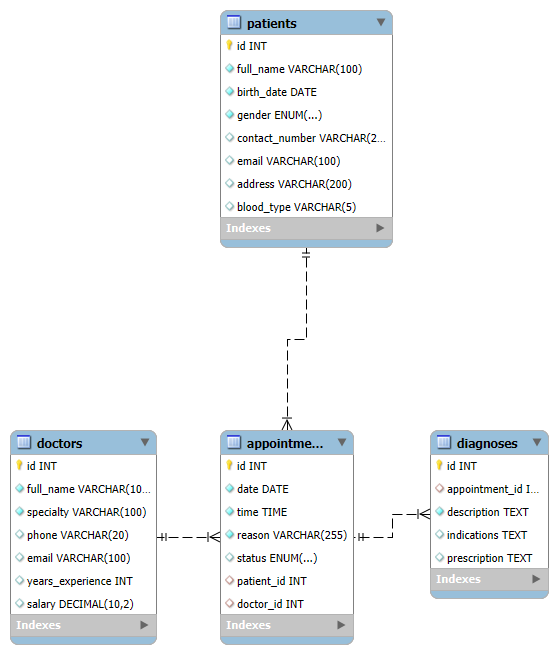 patients
id INT
full_name VARCHAR(100)
birth_date DATE
gender ENUM(...)
contact_number VARCHAR(2...
email VARCHAR(100)
address VARCHAR(200)
blood_type VARCHAR(5)
Indexes
doctors
id INT
full_name VARCHAR(10...
specialty VARCHAR(100)
phone VARCHAR(20)
email VARCHAR(100)
years_experience INT
salary DECIMAL(10,2)
Indexes
appointme...
id INT
date DATE
time TIME
reason VARCHAR(255)
status ENUM(...)
patient_id INT
doctor_id INT
Indexes
diagnoses
id INT
appointment_id I...
description TEXT
indications TEXT
prescription TEXT
Indexes